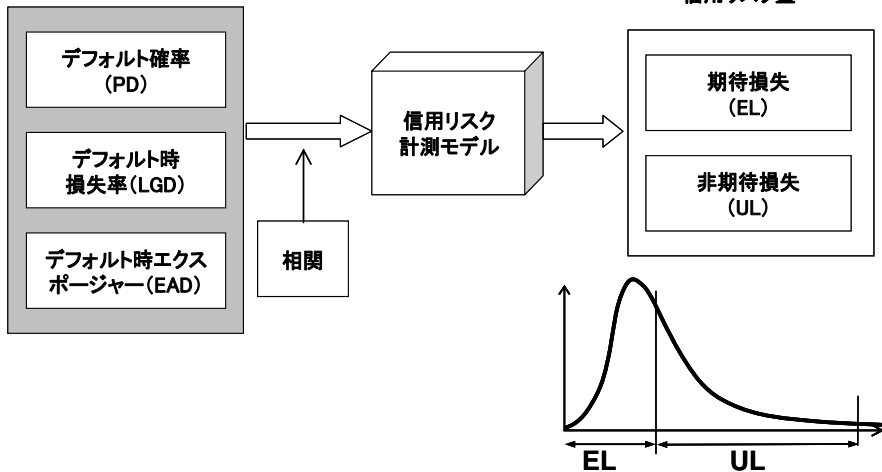 デフォルト確率
(PD)
デフォルト時
損失率(LGD)
デフォルト時エクス
ポージャー(EAD)
相関
信用リスク
計測モデル
期待損失
(EL)
非期待損失
(UL)
EL
UL